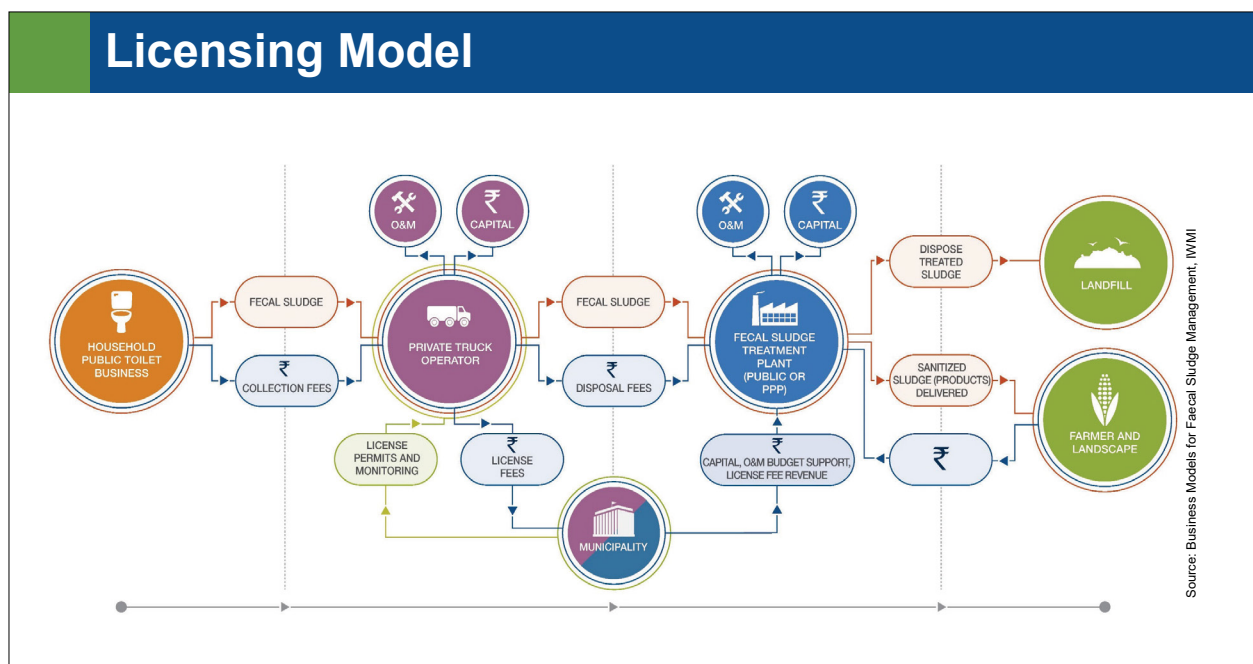 Licensing Model
O&M
₹
CAPITAL
O&M
₹
CAPITAL
HOUSEHOLD
PUBLIC TOILET
BUSINESS
FECAL SLUDGE
₹
COLLECTION FEES
PRIVATE TRUCK
OPERATOR
FECAL SLUDGE
₹
DISPOSAL FEES
FECAL SLUDGE
TREATMENT
PLANT
(PUBLIC OR
PPP)
DISPOSE
TREATED
SLUDGE
LANDFILL
SANITIZED
SLUDGE (PRODUCTS)
DELIVERED
₹
FARMER AND
LANDSCAPE
LICENSE
PERMITS AND
MONITORING
₹
LICENSE
FEES
₹
CAPITAL, O&M BUDGET SUPPORT,
LICENSE FEE REVENUE
MUNICIPALITY
Source: Business Models for Faecal Sludge Management, IWMI